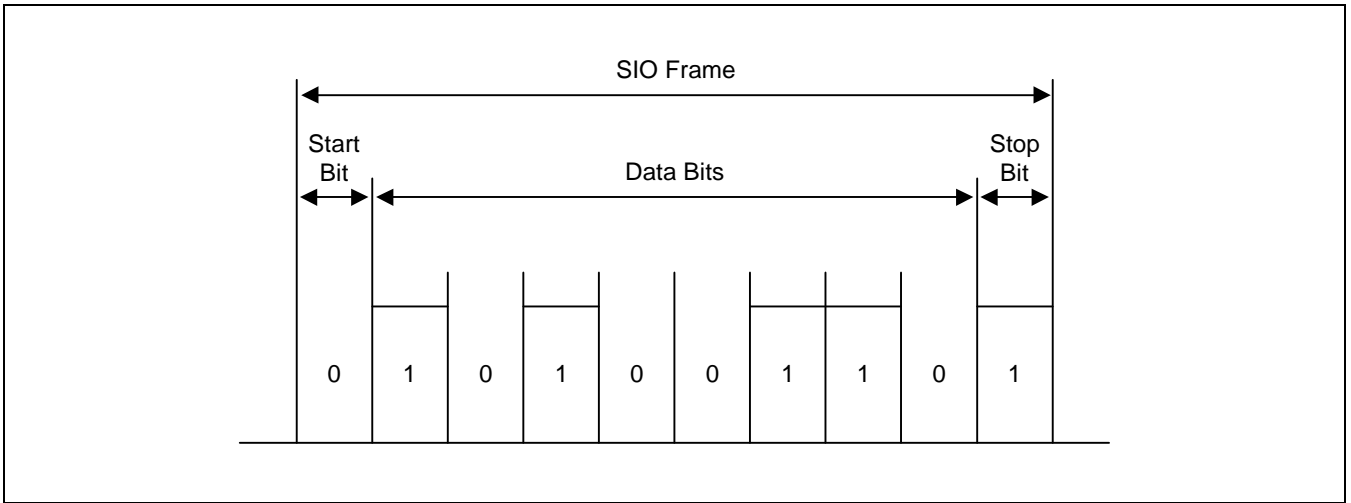 SIO Frame
Start
Bit
Data Bits
Stop
Bit
0 1 0 1 0 0 1 1 0 1